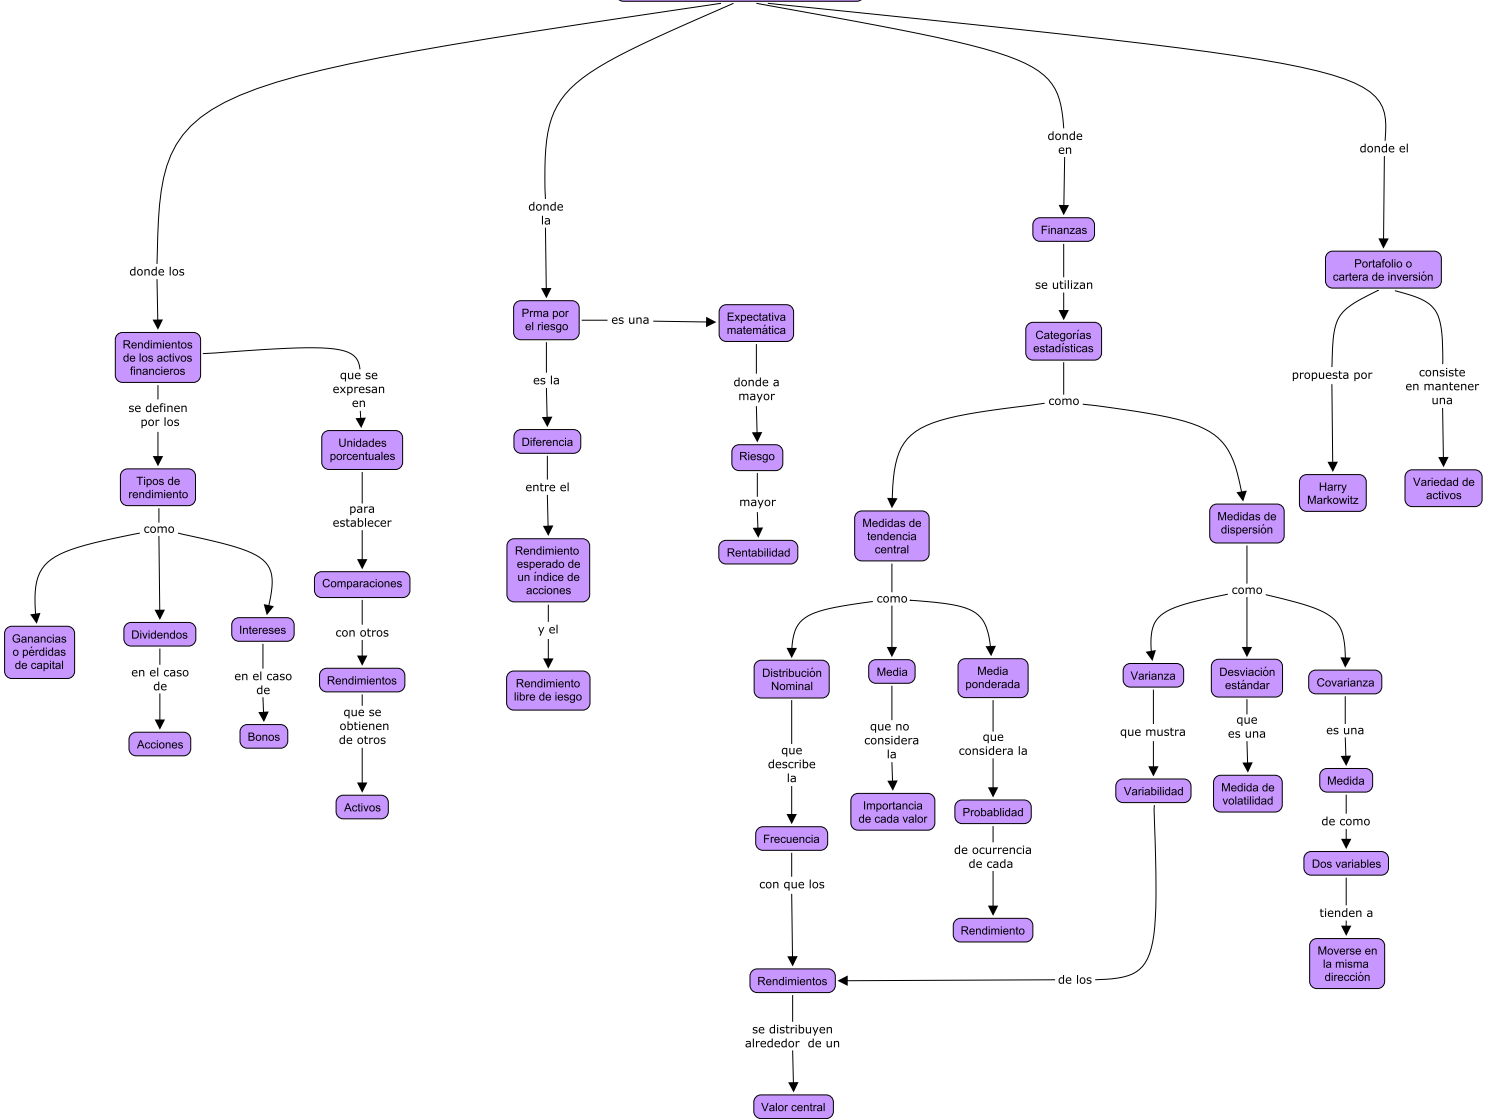 donde los
Rendimientos
de los activos
financieros
se definen
por los
Tipos de
rendimiento
como
Ganancias
o pérdidas
de capital
Dividendos
en el caso
de
Acciones
Intereses
en el caso
de
Bonos
que se
expresan
en
Unidades
porcentuales
para
establecer
Comparaciones
con otros
Rendimientos
que se
obtienen
de otros
Activos
donde
la
Prma por
el riesgo
es la
Diferencia
entre el
Rendimiento
esperado de
un índice de
acciones
y el
Rendimiento
libre de iesgo
es una
Expectativa
matemática
donde a
mayor
Riesgo
mayor
Rentabilidad
donde
en
Finanzas
se utilizan
Categorías
estadísticas
como
Medidas de
tendencia
central
como
Distribución
Nominal
que
describe
la
Frecuencia
con que los
Rendimientos
se distribuyen
alrededor de un
Valor central
Media
que no
considera
la
Importancia
de cada valor
Media
ponderada
que
considera la
Probablidad
de ocurrencia
de cada
Rendimiento
Medidas de
dispersión
como
Varianza
que mustra
Variabilidad
de los
Desviación
estándar
que
es una
Medida de
volatilidad
Covarianza
es una
Medida
de como
Dos variables
tienden a
Moverse en
la misma
dirección
donde el
Portafolio o
cartera de inversión
propuesta por
Harry
Markowitz
consiste
en mantener
una
Variedad de
activos